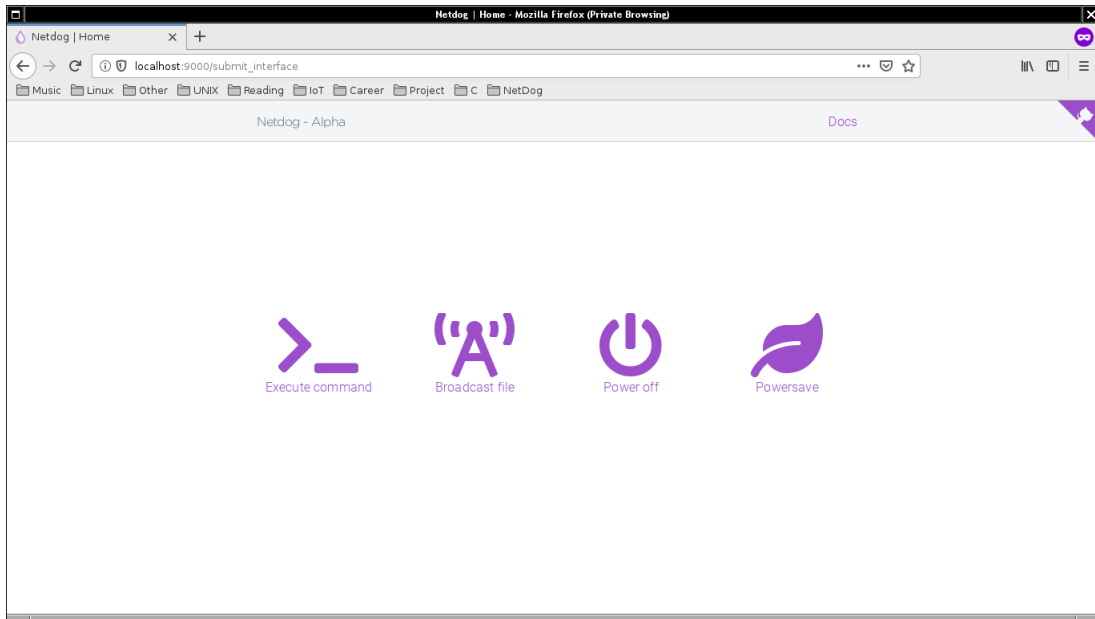 Netdog | Home - Mozilla Firefox (Private Browsing)
Netdog | Home
localhost:9000/submit_interface
Music Linux Other UNIX Reading IoT Career Project C NetDog
Netdog - Alpha Docs
Execute command Broadcast file Power off Powersave